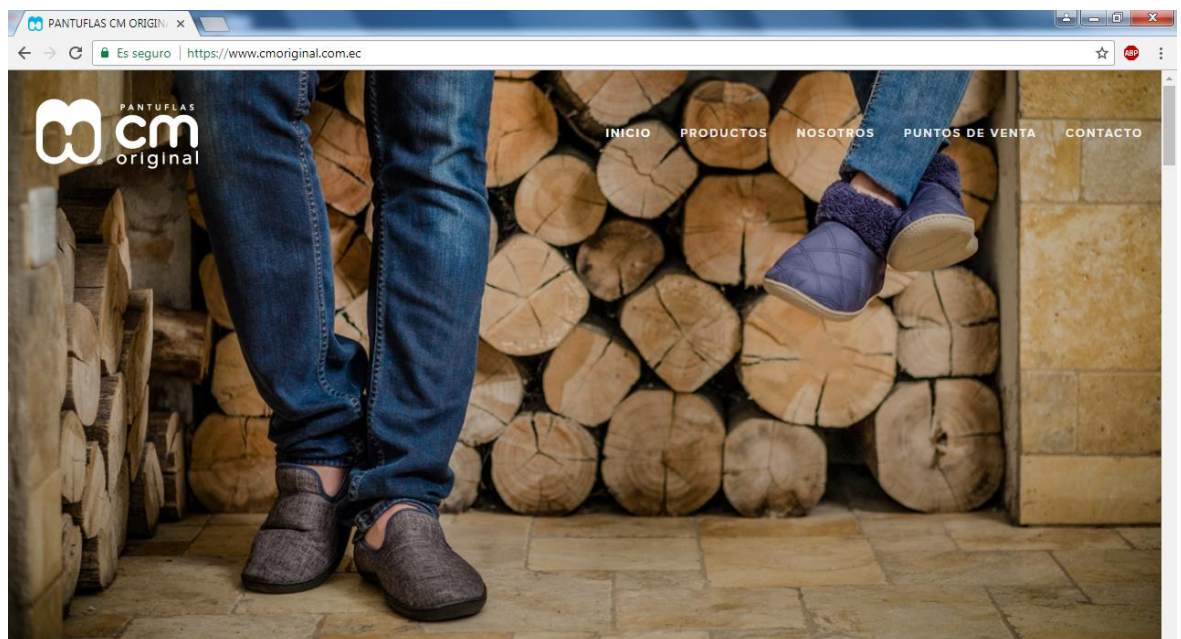 PANTUFLAS CM ORIGIN
Es seguro
https://www.cmoriginal.com.ec
ABP
PANTUFLAS
cm
original
INICIO
PRODUCTOS
NOSOTROS
PUNTOS DE VENTA
CONTACTO